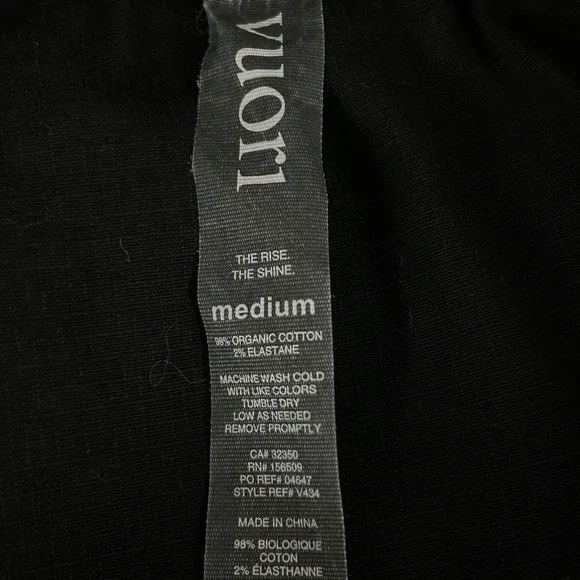 vuori
THE RISE.
THE SHINE.
medium
98% ORGANIC COTTON
2% ELASTANE
MACHINE WASH COLD
WITH LIKE COLORS
TUMBLE DRY
LOW AS NEEDED
REMOVE PROMPTLY
CA# 32350
RN# 156509
PO REF# 04647
STYLE REF# V434
MADE IN CHINA
98% BIOLOGIQUE
COTON
2% ÉLASTHANNE